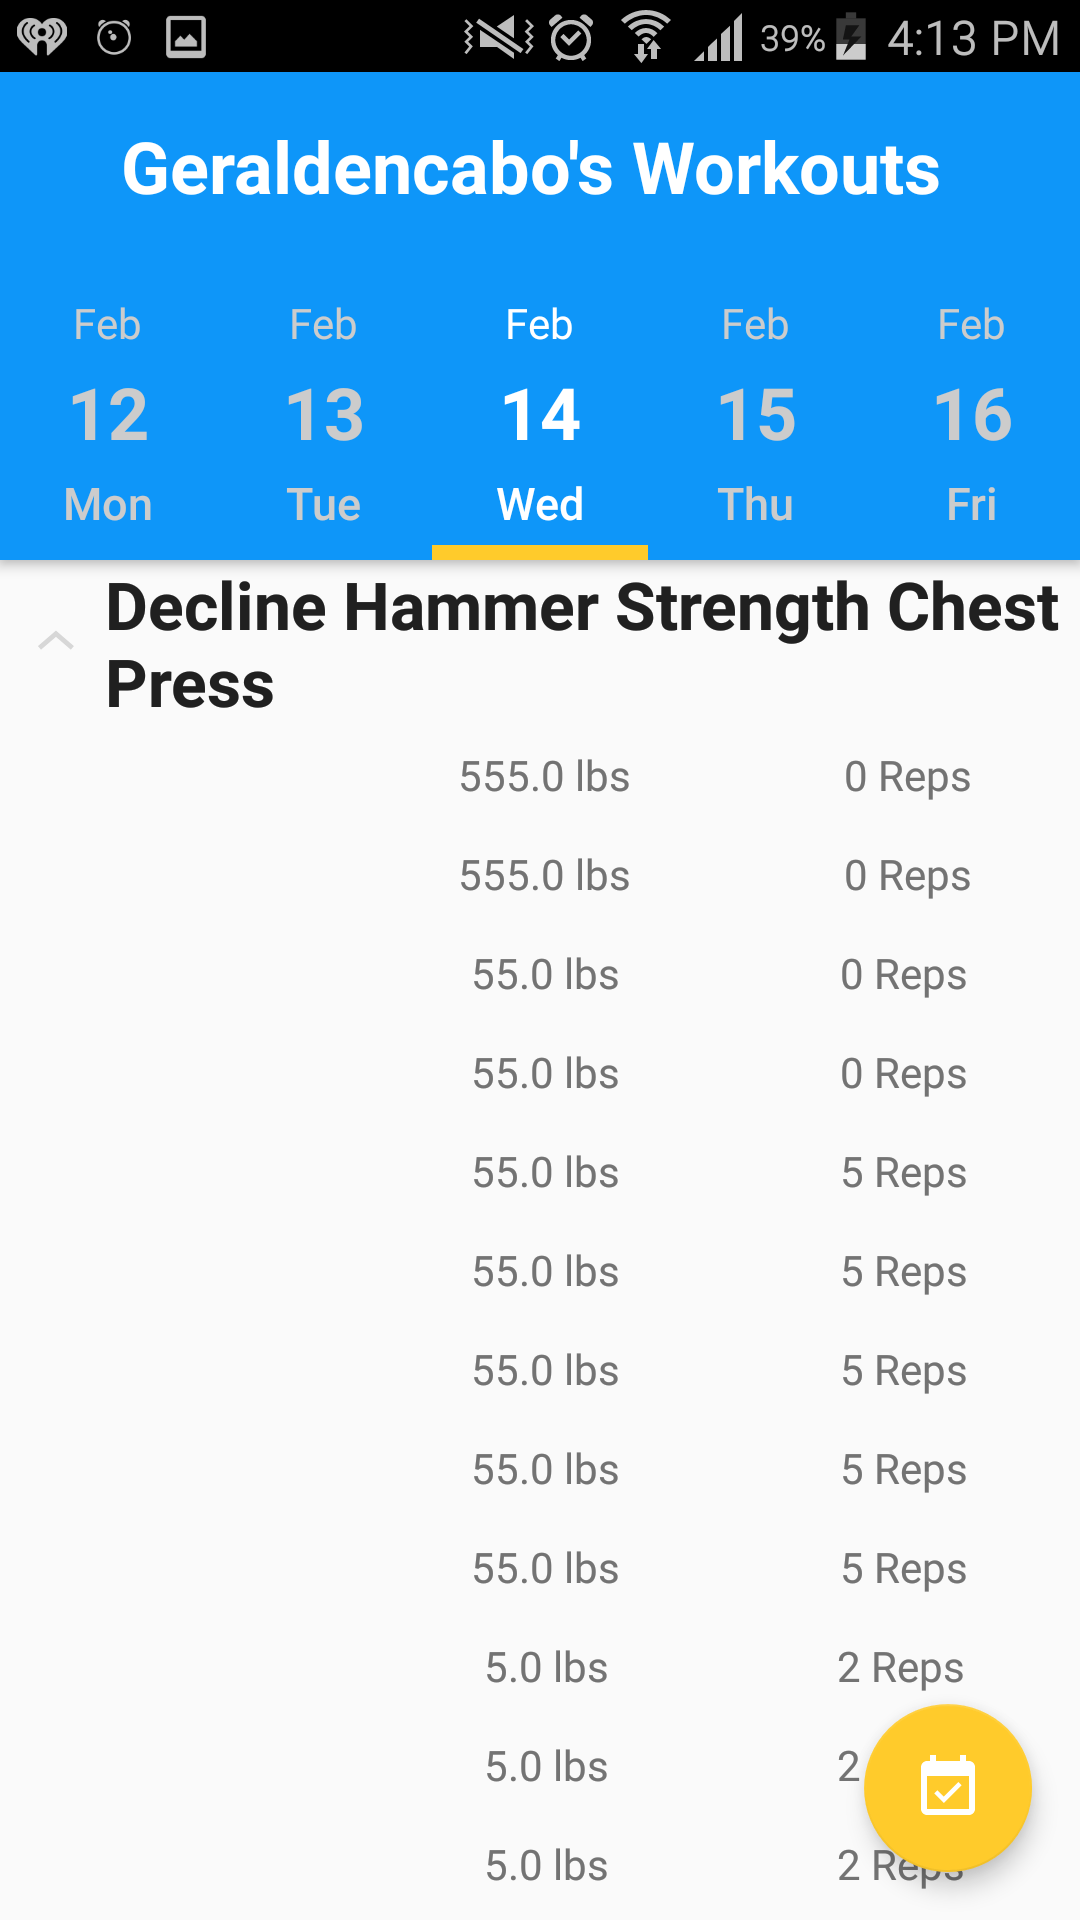 39% 4:13 PM
Geraldencabo's Workouts
Feb Feb Feb Feb Feb
12 13 14 15 16
Mon Tue Wed Thu Fri
Decline Hammer Strength Chest
Press
555.0 lbs 0 Reps
555.0 lbs 0 Reps
55.0 lbs 0 Reps
55.0 lbs 0 Reps
55.0 lbs 5 Reps
55.0 lbs 5 Reps
55.0 lbs 5 Reps
55.0 lbs 5 Reps
55.0 lbs 5 Reps
5.0 lbs 2 Reps
5.0 lbs 2
5.0 lbs 2 Reps